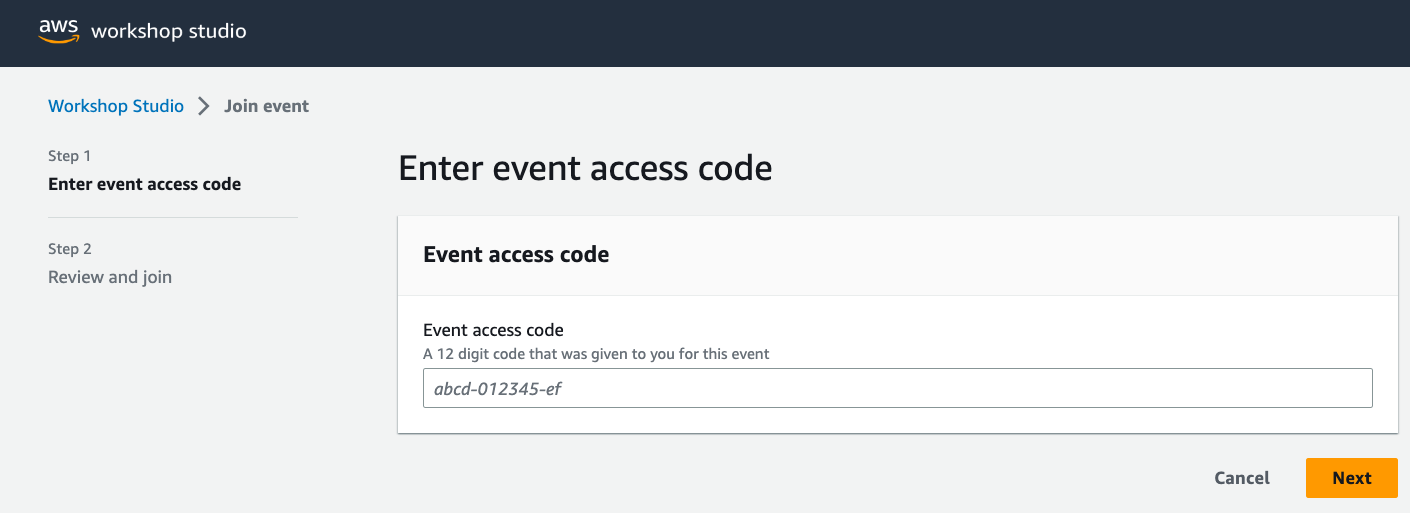 aws workshop studio
Workshop Studio > Join event
Step 1
Enter event access code
Step 2
Review and join
Enter event access code
Event access code
Event access code
A 12 digit code that was given to you for this event
abcd-012345-ef
Cancel Next